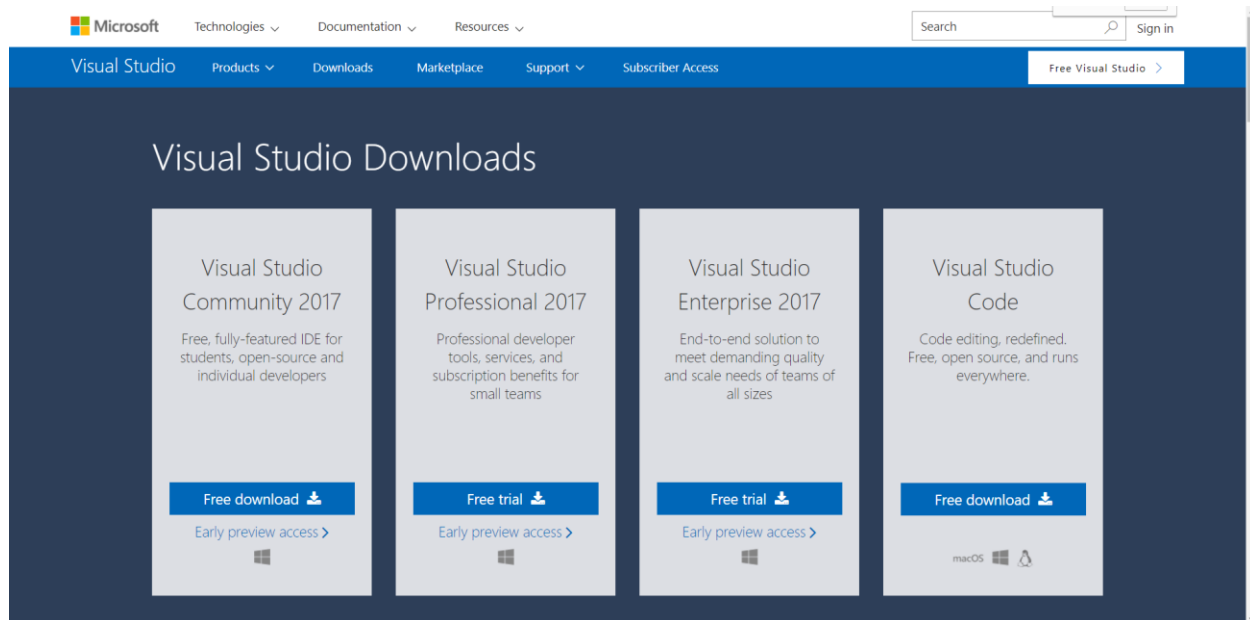 Microsoft Technologies Documentation Resources Search Sign in
Visual Studio Products Downloads Marketplace Support Subscriber Access Free Visual Studio
Visual Studio Downloads
Visual Studio
Community 2017
Free, fully-featured IDE for
students, open-source and
individual developers
Free download
Early preview access
Visual Studio
Professional 2017
Professional developer
tools, services, and
subscription benefits for
small teams
Free trial
Early preview access
Visual Studio
Enterprise 2017
End-to-end solution to
meet demanding quality
and scale needs of teams of
all sizes
Free trial
Early preview access
Visual Studio
Code
Code editing, redefined.
Free, open source, and runs
everywhere.
Free download
macOS